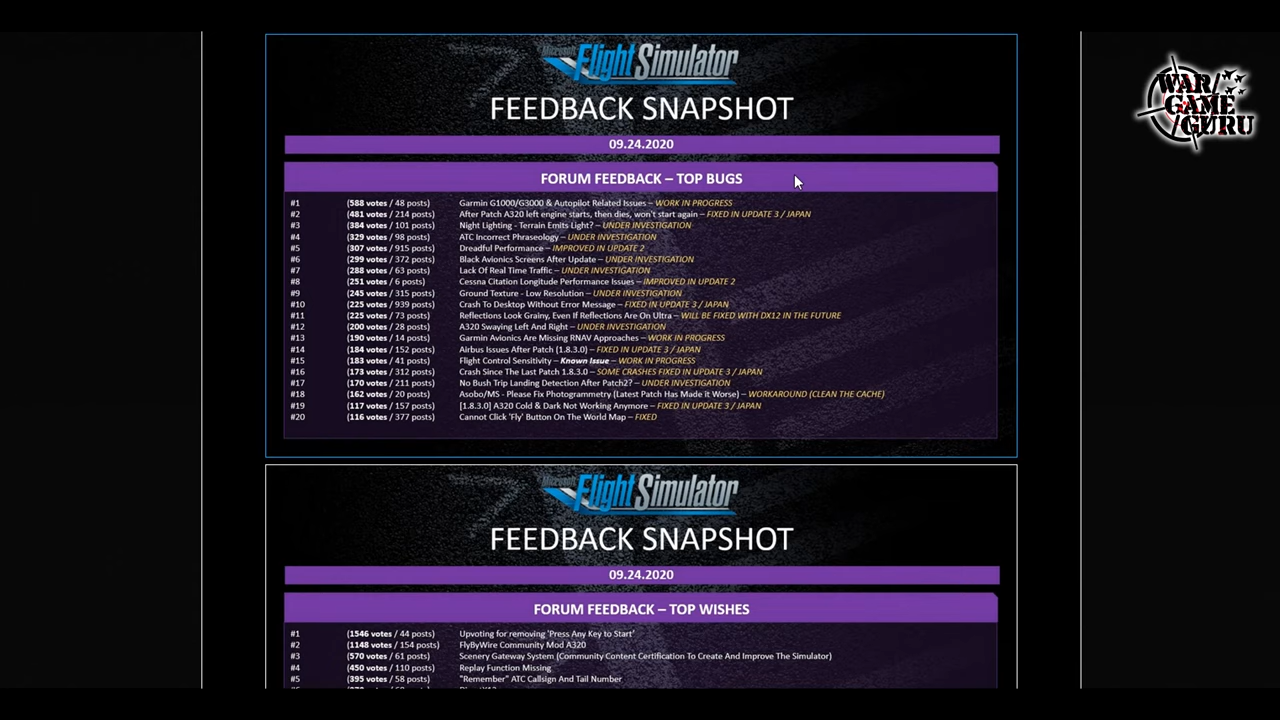 WAR
GAME
GURU
Microsoft
Flight Simulator
FEEDBACK SNAPSHOT
09.24.2020
FORUM FEEDBACK – TOP BUGS
#1 (588 votes / 48 posts) Garmin G1000/G3000 & Autopilot Related Issues – WORK IN PROGRESS
#2 (481 votes / 214 posts) After Patch A320 left engine starts, then dies, won't start again – FIXED IN UPDATE 3 / JAPAN
#3 (384 votes / 101 posts) Night Lighting - Terrain Emits Light? – UNDER INVESTIGATION
#4 (329 votes / 98 posts) ATC Incorrect Phraseology – UNDER INVESTIGATION
#5 (307 votes / 915 posts) Dreadful Performance – IMPROVED IN UPDATE 2
#6 (299 votes / 372 posts) Black Avionics Screens After Update – UNDER INVESTIGATION
#7 (288 votes / 63 posts) Lack Of Real Time Traffic – UNDER INVESTIGATION
#8 (251 votes / 6 posts) Cessna Citation Longitude Performance Issues – IMPROVED IN UPDATE 2
#9 (245 votes / 315 posts) Ground Texture - Low Resolution – UNDER INVESTIGATION
#10 (225 votes / 939 posts) Crash To Desktop Without Error Message – FIXED IN UPDATE 3 / JAPAN
#11 (225 votes / 73 posts) Reflections Look Grainy, Even If Reflections Are On Ultra – WILL BE FIXED WITH DX12 IN THE FUTURE
#12 (200 votes / 28 posts) A320 Swaying Left And Right – UNDER INVESTIGATION
#13 (190 votes / 14 posts) Garmin Avionics Are Missing RNAV Approaches – WORK IN PROGRESS
#14 (184 votes / 152 posts) Airbus Issues After Patch (1.8.3.0) – FIXED IN UPDATE 3 / JAPAN
#15 (183 votes / 41 posts) Flight Control Sensitivity – Known Issue – WORK IN PROGRESS
#16 (173 votes / 312 posts) Crash Since The Last Patch 1.8.3.0 – SOME CRASHES FIXED IN UPDATE 3 / JAPAN
#17 (170 votes / 211 posts) No Bush Trip Landing Detection After Patch2? – UNDER INVESTIGATION
#18 (162 votes / 20 posts) Asobo/MS - Please Fix Photogrammetry (Latest Patch Has Made it Worse) – WORKAROUND (CLEAN THE CACHE)
#19 (117 votes / 157 posts) [1.8.3.0] A320 Cold & Dark Not Working Anymore – FIXED IN UPDATE 3 / JAPAN
#20 (116 votes / 377 posts) Cannot Click 'Fly' Button On The World Map – FIXED
Microsoft
Flight Simulator
FEEDBACK SNAPSHOT
09.24.2020
FORUM FEEDBACK – TOP WISHES
#1 (1546 votes / 44 posts) Upvoting for removing 'Press Any Key to Start'
#2 (1148 votes / 154 posts) FlyByWire Community Mod A320
#3 (570 votes / 61 posts) Scenery Gateway System (Community Content Certification To Create And Improve The Simulator)
#4 (450 votes / 110 posts) Replay Function Missing
#5 (395 votes / 58 posts) "Remember" ATC Callsign And Tail Number